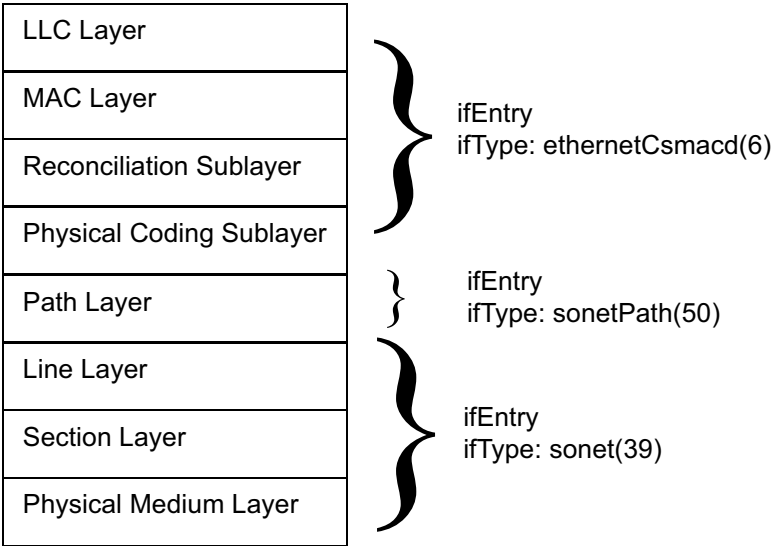 LLC Layer
MAC Layer
Reconciliation Sublayer
Physical Coding Sublayer
Path Layer
Line Layer
Section Layer
Physical Medium Layer
ifEntry
ifType: ethernetCsmacd(6)
ifEntry
ifType: sonetPath(50)
ifEntry
ifType: sonet(39)